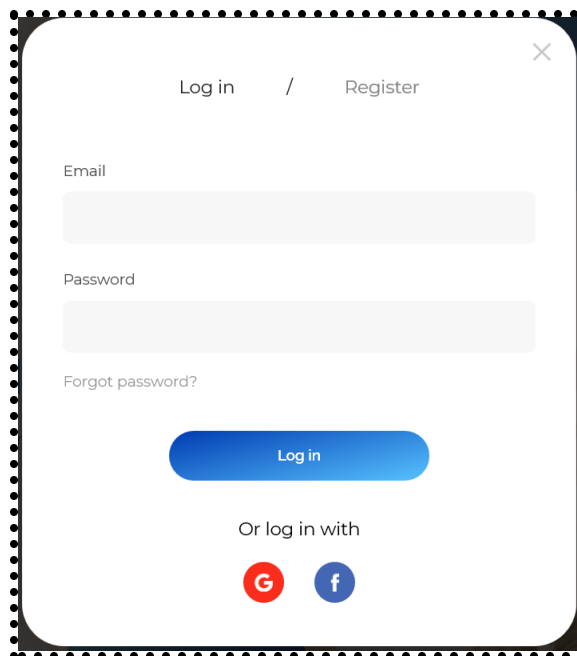 Log in / Register
Email
Password
Forgot password?
Log in
Or log in with
G f